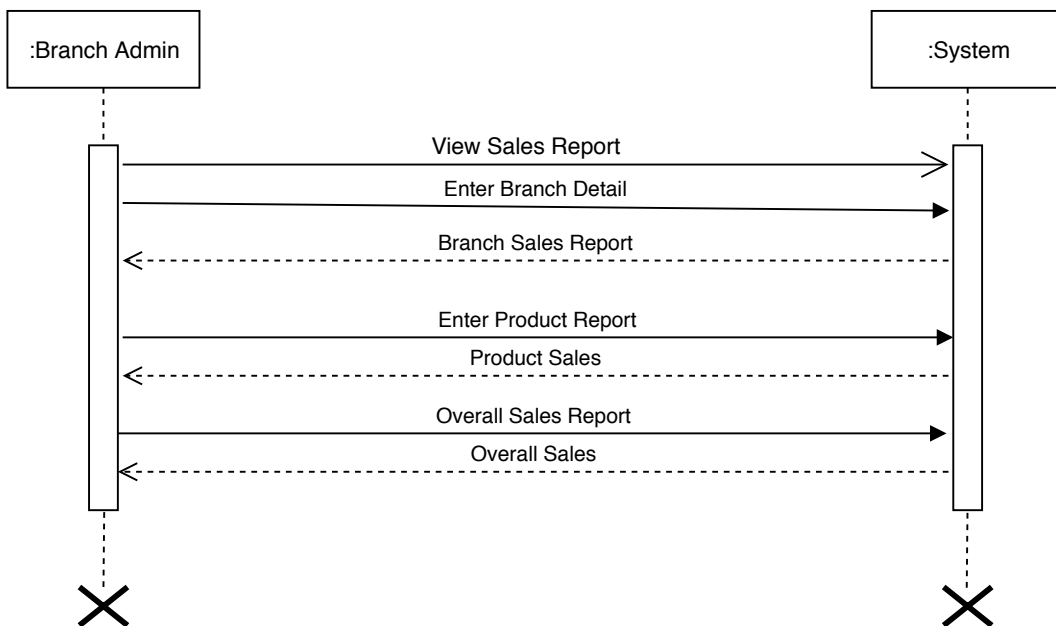 :Branch Admin
:System
View Sales Report
Enter Branch Detail
Branch Sales Report
Enter Product Report
Product Sales
Overall Sales Report
Overall Sales